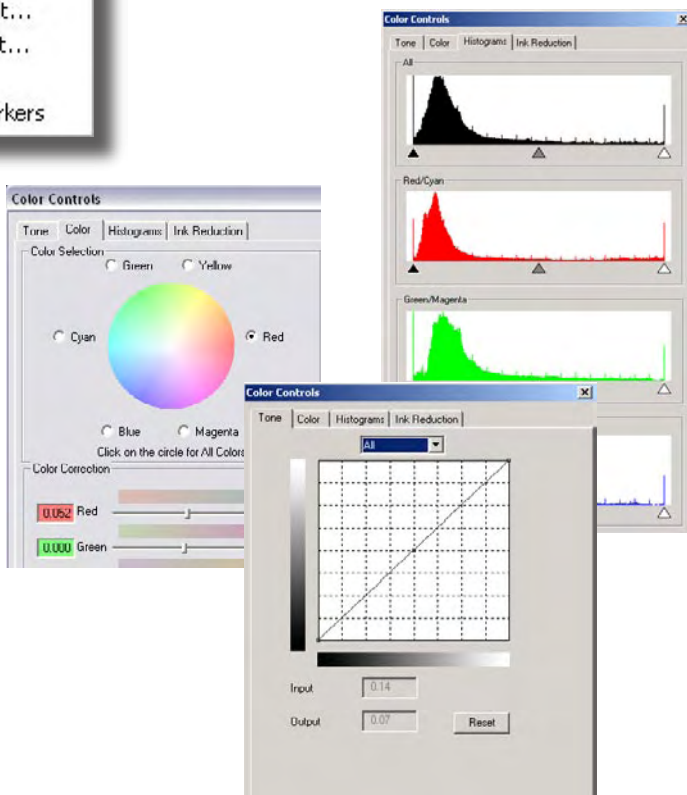 t...
t...
rkers
Color Controls
Tone Color Histograms Ink Reduction
All
Red/Cyan
Green/Magenta
Color Controls
Tone Color Histograms Ink Reduction
Color Selection
Green Yellow
Cyan Red
Blue Magenta
Click on the circle for All Colors
Color Correction
0.052 Red
0.000 Green
Color Controls
Tone Color Histograms Ink Reduction
All
Input 0.14
Output 0.07 Reset